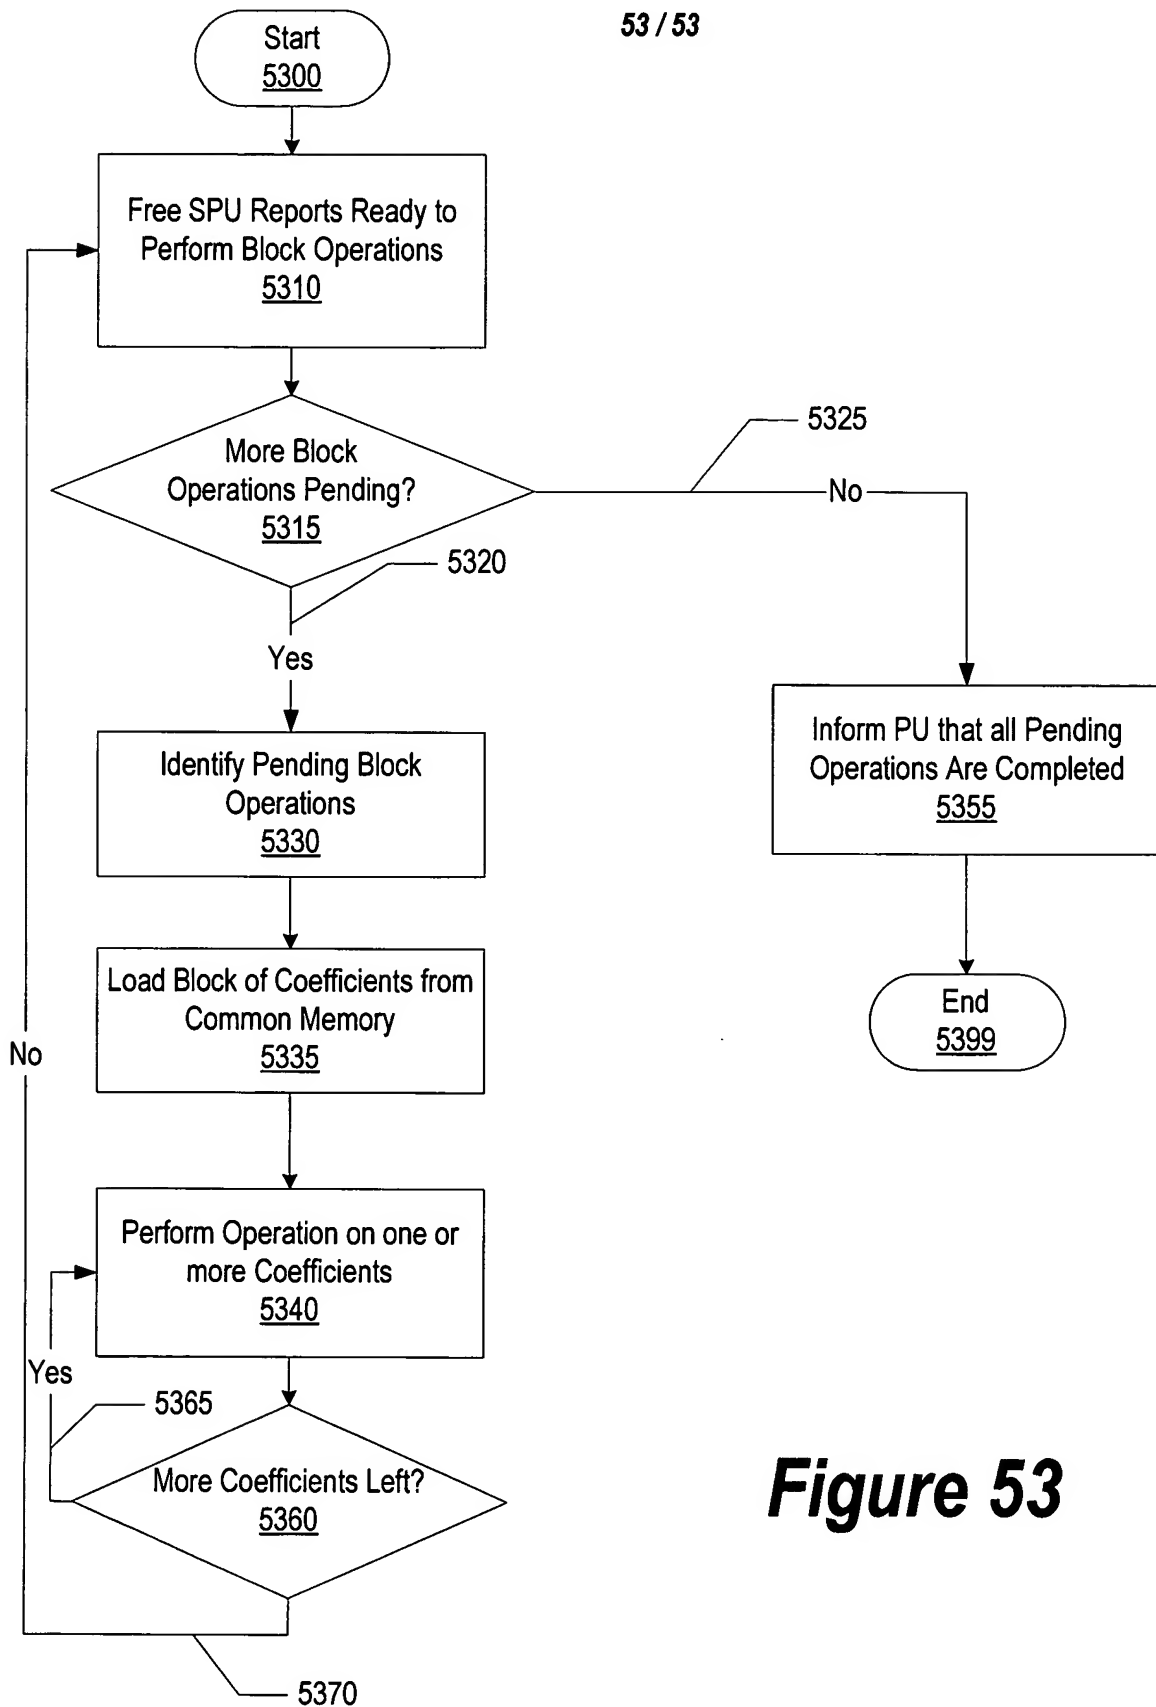 53 / 53
Start
5300
Free SPU Reports Ready to
Perform Block Operations
5310
More Block
Operations Pending?
5315
5325
No
5320
Yes
Identify Pending Block
Operations
5330
Inform PU that all Pending
Operations Are Completed
5355
Load Block of Coefficients from
Common Memory
5335
End
5399
No
Perform Operation on one or
more Coefficients
5340
Yes
5365
More Coefficients Left?
5360
Figure 53
5370